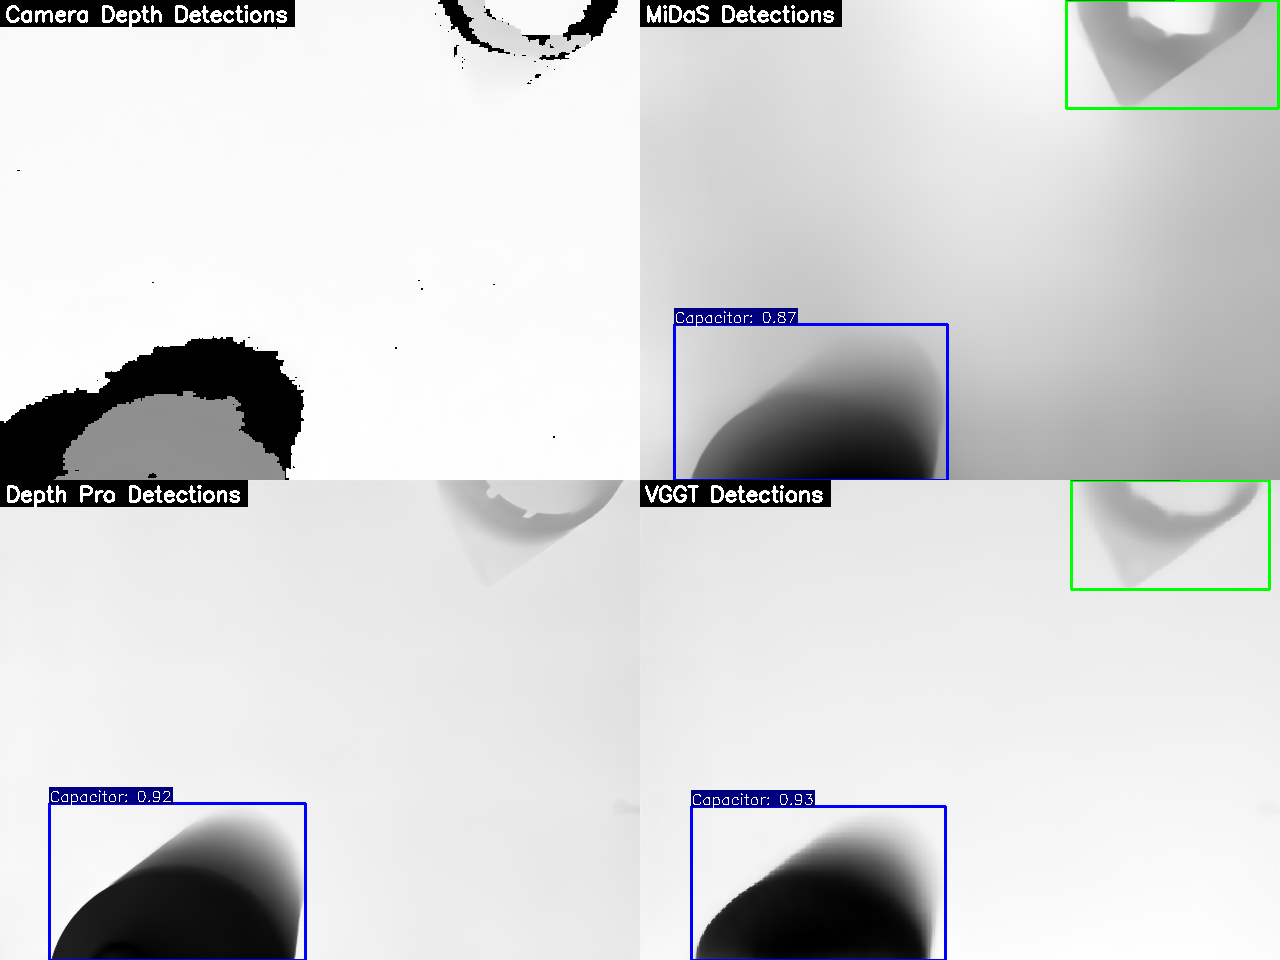 Camera Depth Detections
MiDaS Detections
Capacitor: 0.87
Depth Pro Detections
VGGT Detections
Capacitor: 0.92
Capacitor: 0.93